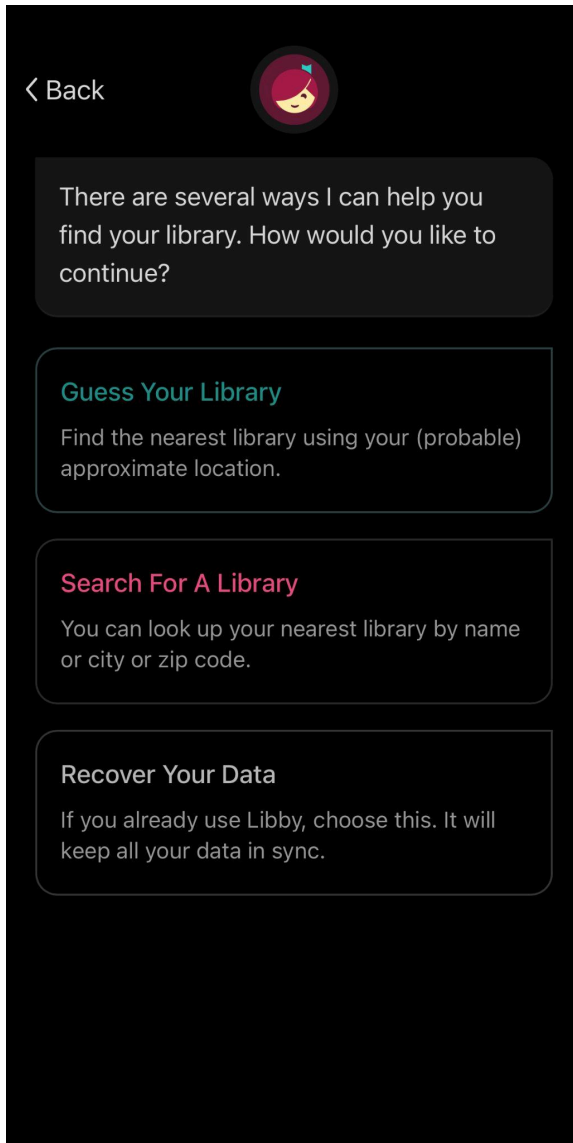 Back
There are several ways I can help you
find your library. How would you like to
continue?
Guess Your Library
Find the nearest library using your (probable)
approximate location.
Search For A Library
You can look up your nearest library by name
or city or zip code.
Recover Your Data
If you already use Libby, choose this. It will
keep all your data in sync.